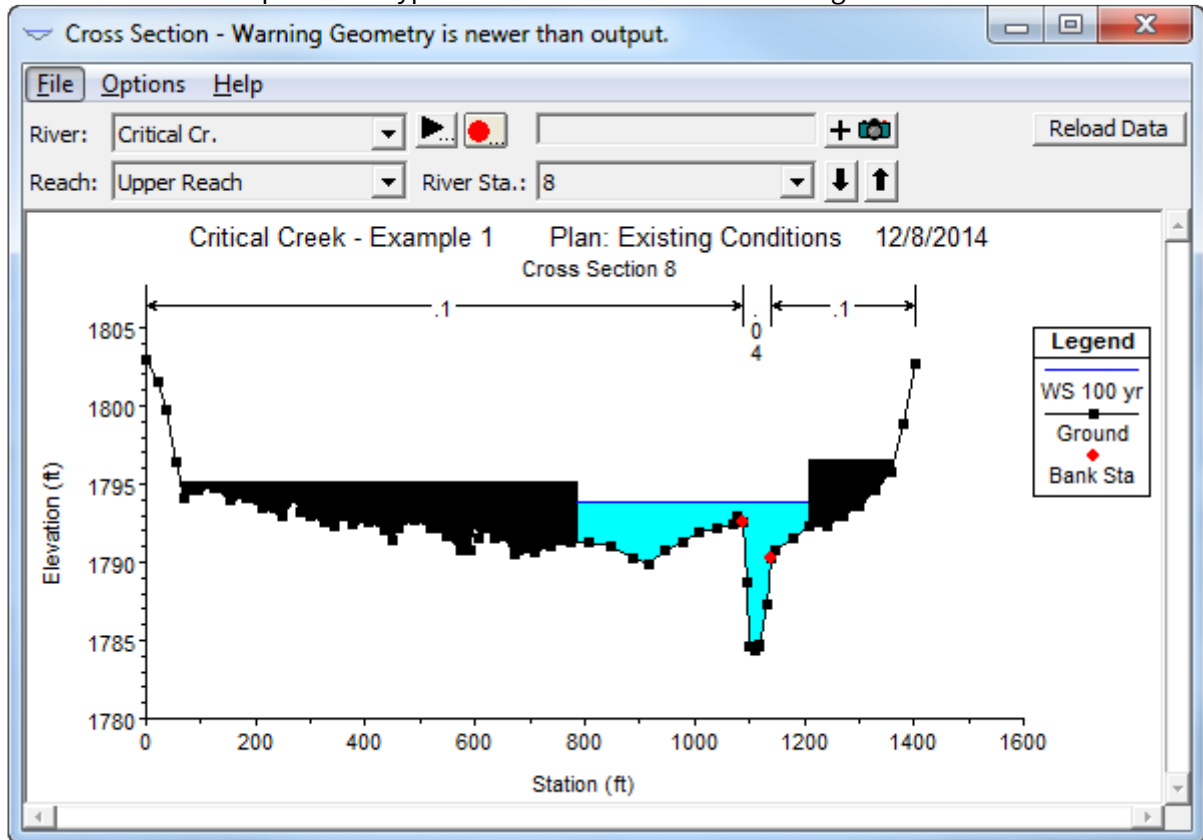 Cross Section - Warning Geometry is newer than output.
File Options Help
River: Critical Cr. Reload Data
Reach: Upper Reach River Sta.: 8
Critical Creek - Example 1 Plan: Existing Conditions 12/8/2014
Cross Section 8
.1 .04 .1
Elevation (ft)
1805
1800
1795
1790
1785
1780
0 200 400 600 800 1000 1200 1400 1600
Station (ft)
Legend
WS 100 yr
Ground
Bank Sta